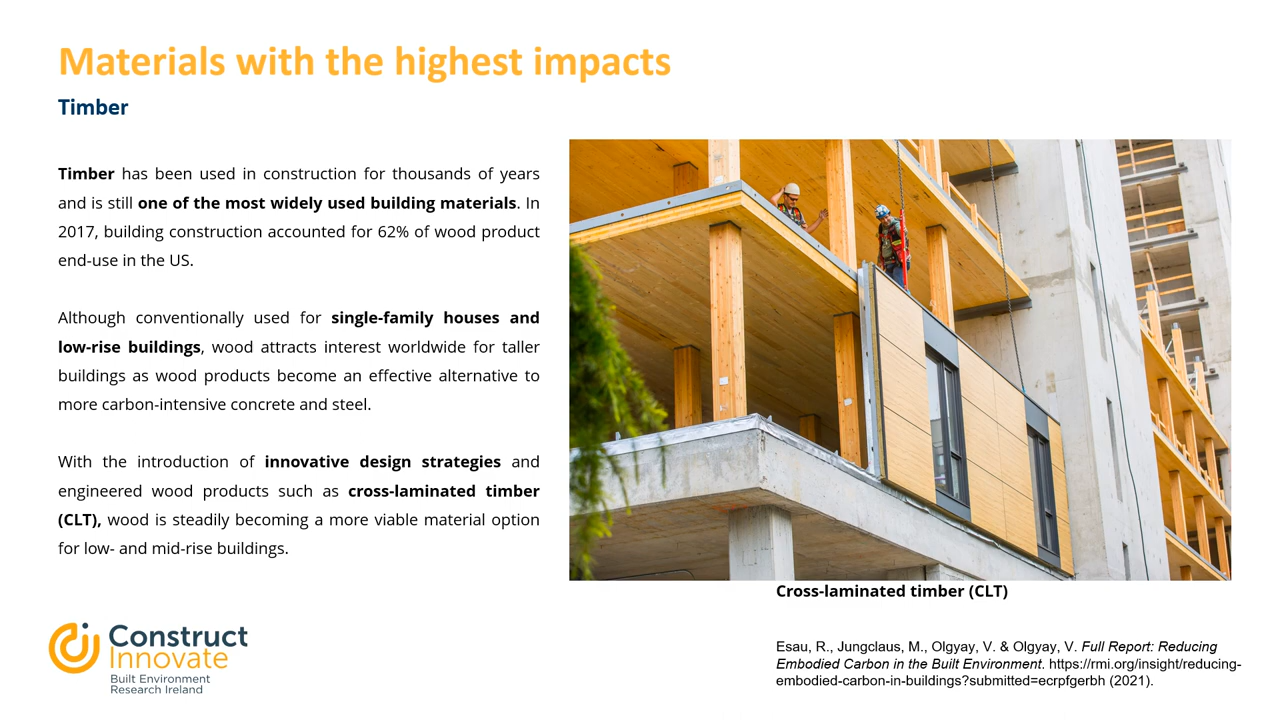 Materials with the highest impacts
Timber
Timber has been used in construction for thousands of years
and is still one of the most widely used building materials. In
2017, building construction accounted for 62% of wood product
end-use in the US.
Although conventionally used for single-family houses and
low-rise buildings, wood attracts interest worldwide for taller
buildings as wood products become an effective alternative to
more carbon-intensive concrete and steel.
With the introduction of innovative design strategies and
engineered wood products such as cross-laminated timber
(CLT), wood is steadily becoming a more viable material option
for low- and mid-rise buildings.
Cross-laminated timber (CLT)
Construct
Innovate
Built Environment
Research Ireland
Esau, R., Jungclaus, M., Olgyay, V. & Olgyay, V. Full Report: Reducing
Embodied Carbon in the Built Environment. https://rmi.org/insight/reducing-
embodied-carbon-in-buildings?submitted=ecrpfgerbh (2021).